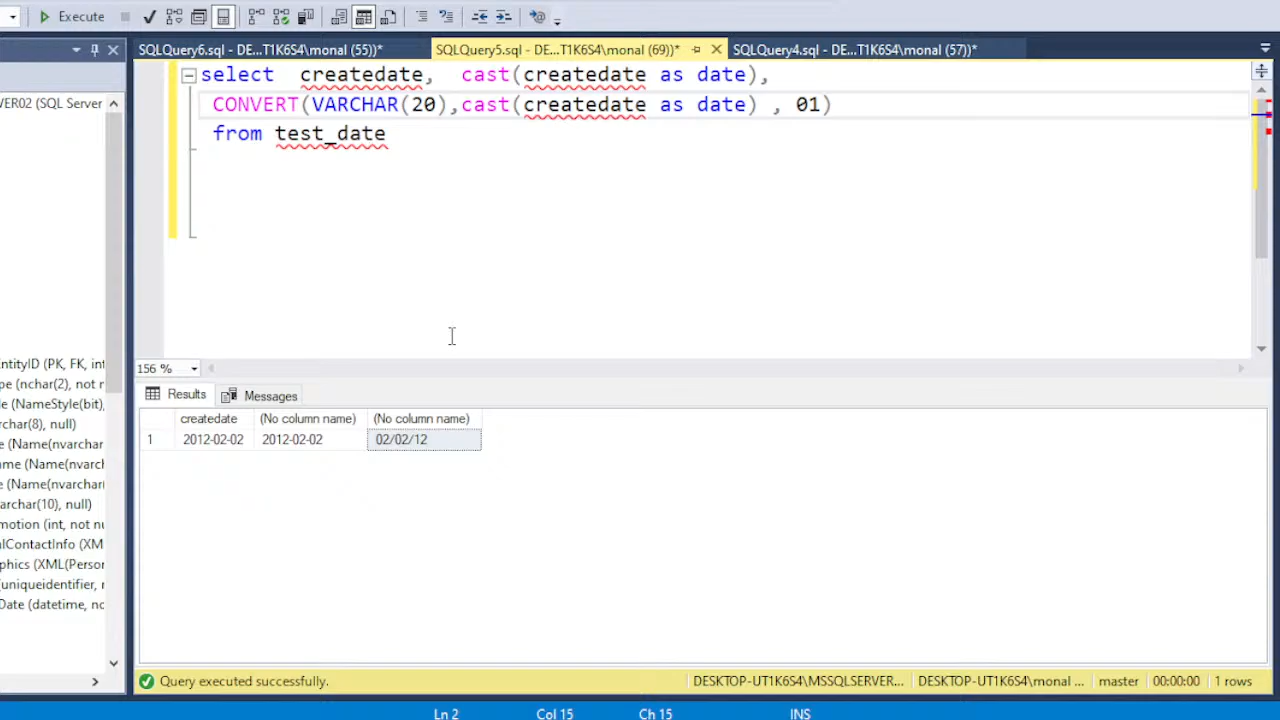 Execute
SQLQuery6.sql - DE...T1K6S4\monal (55))*
SQLQuery5.sql - DE...T1K6S4\monal (69))*
SQLQuery4.sql - DE...T1K6S4\monal (57))*
select createdate, cast(createdate as date),
CONVERT(VARCHAR(20),cast(createdate as date) , 01)
from test_date
VER02 (SQL Server
ntityID (PK, FK, int
pe (nchar(2), not n
le (NameStyle(bit),
rchar(8), null)
e (Name(nvarchar
ame (Name(nvarch
e (Name(nvarchar
archar(10), null)
motion (int, not nu
alContactInfo (XM
phics (XML(Person
(uniqueidentifier, n
Date (datetime, no
156 %
Results
Messages
createdate (No column name) (No column name)
1 2012-02-02 2012-02-02 02/02/12
Query executed successfully.
DESKTOP-UT1K6S4\MSSQLSERVER... DESKTOP-UT1K6S4\monal ... master 00:00:00 1 rows
Ln 2 Col 15 Ch 15 INS